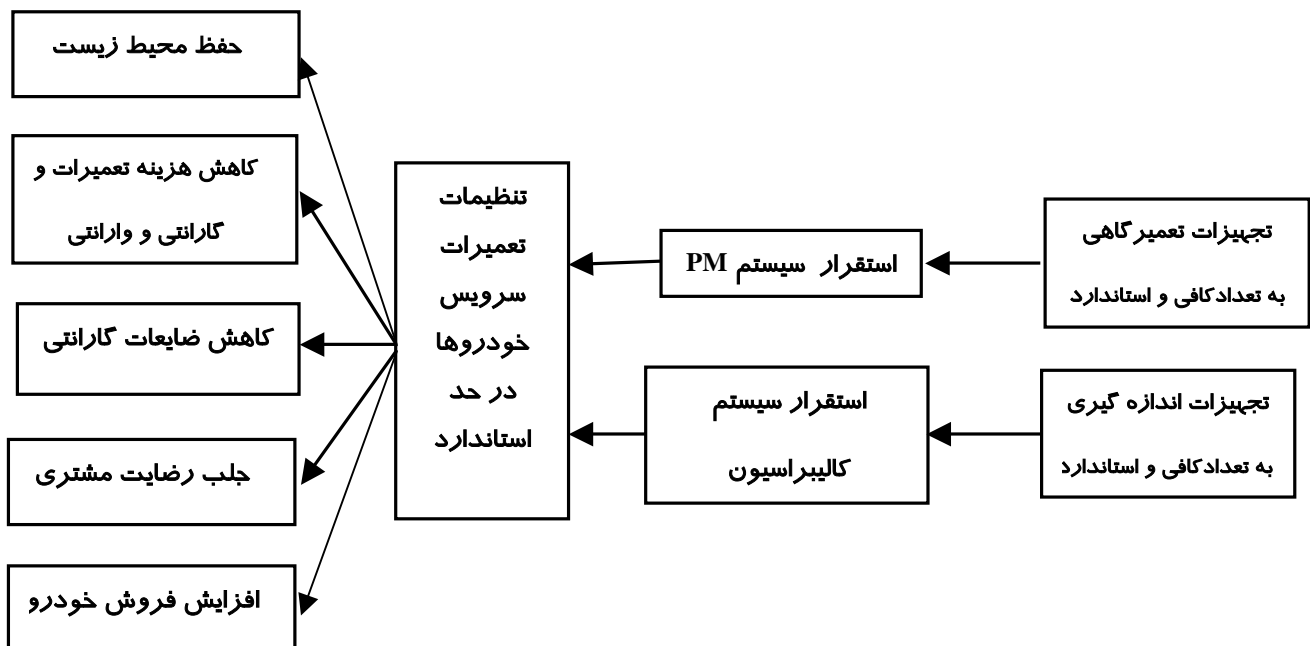 تجهیزات تعمیرگاهی
به تعدادکافی و استاندارد
تجهیزات اندازه گیری
به تعدادکافی و استاندارد
استقرار سیستم PM
استقرار سیستم
کالیبراسیون
تنظیمات
تعمیرات
سرویس
خودروها
در حد
استاندارد
حفظ محیط زیست
کاهش هزینه تعمیرات و
گارانتی و وارانتی
کاهش ضایعات گارانتی
جلب رضایت مشتری
افزایش فروش خودرو